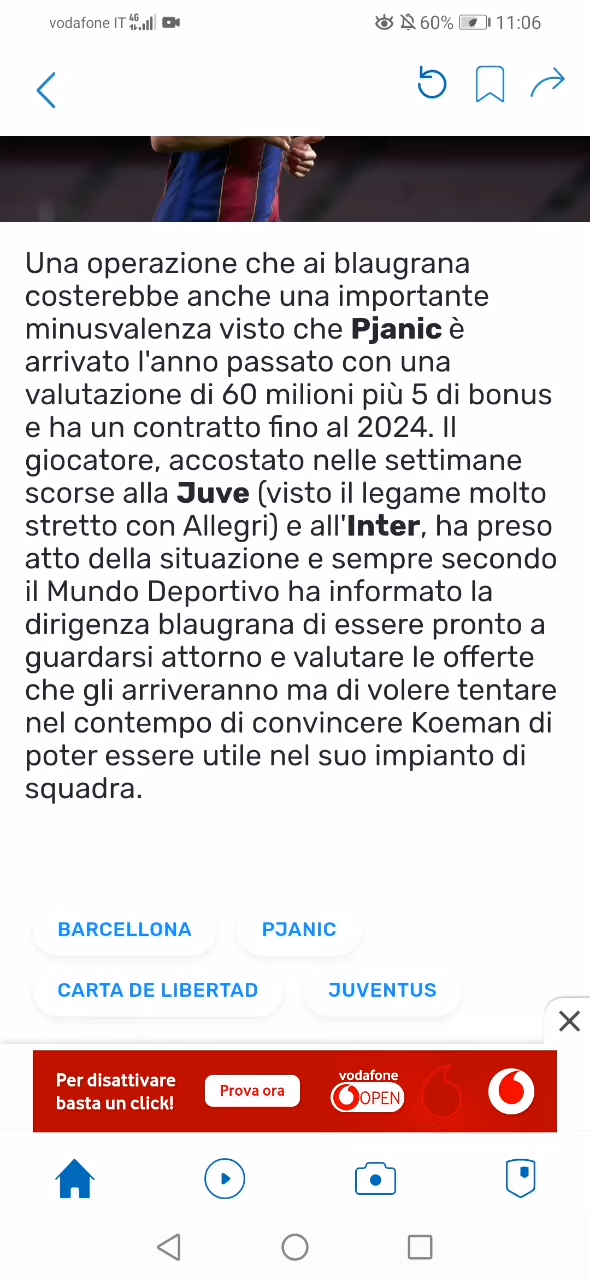 vodafone IT 4G 60% 11:06
Una operazione che ai blaugrana
costerebbe anche una importante
minusvalenza visto che Pjanic è
arrivato l'anno passato con una
valutazione di 60 milioni più 5 di bonus
e ha un contratto fino al 2024. Il
giocatore, accostato nelle settimane
scorse alla Juve (visto il legame molto
stretto con Allegri) e all'Inter, ha preso
atto della situazione e sempre secondo
il Mundo Deportivo ha informato la
dirigenza blaugrana di essere pronto a
guardarsi attorno e valutare le offerte
che gli arriveranno ma di volere tentare
nel contempo di convincere Koeman di
poter essere utile nel suo impianto di
squadra.
BARCELLONA PJANIC
CARTA DE LIBERTAD JUVENTUS
Per disattivare
basta un click!
Prova ora
vodafone
OPEN